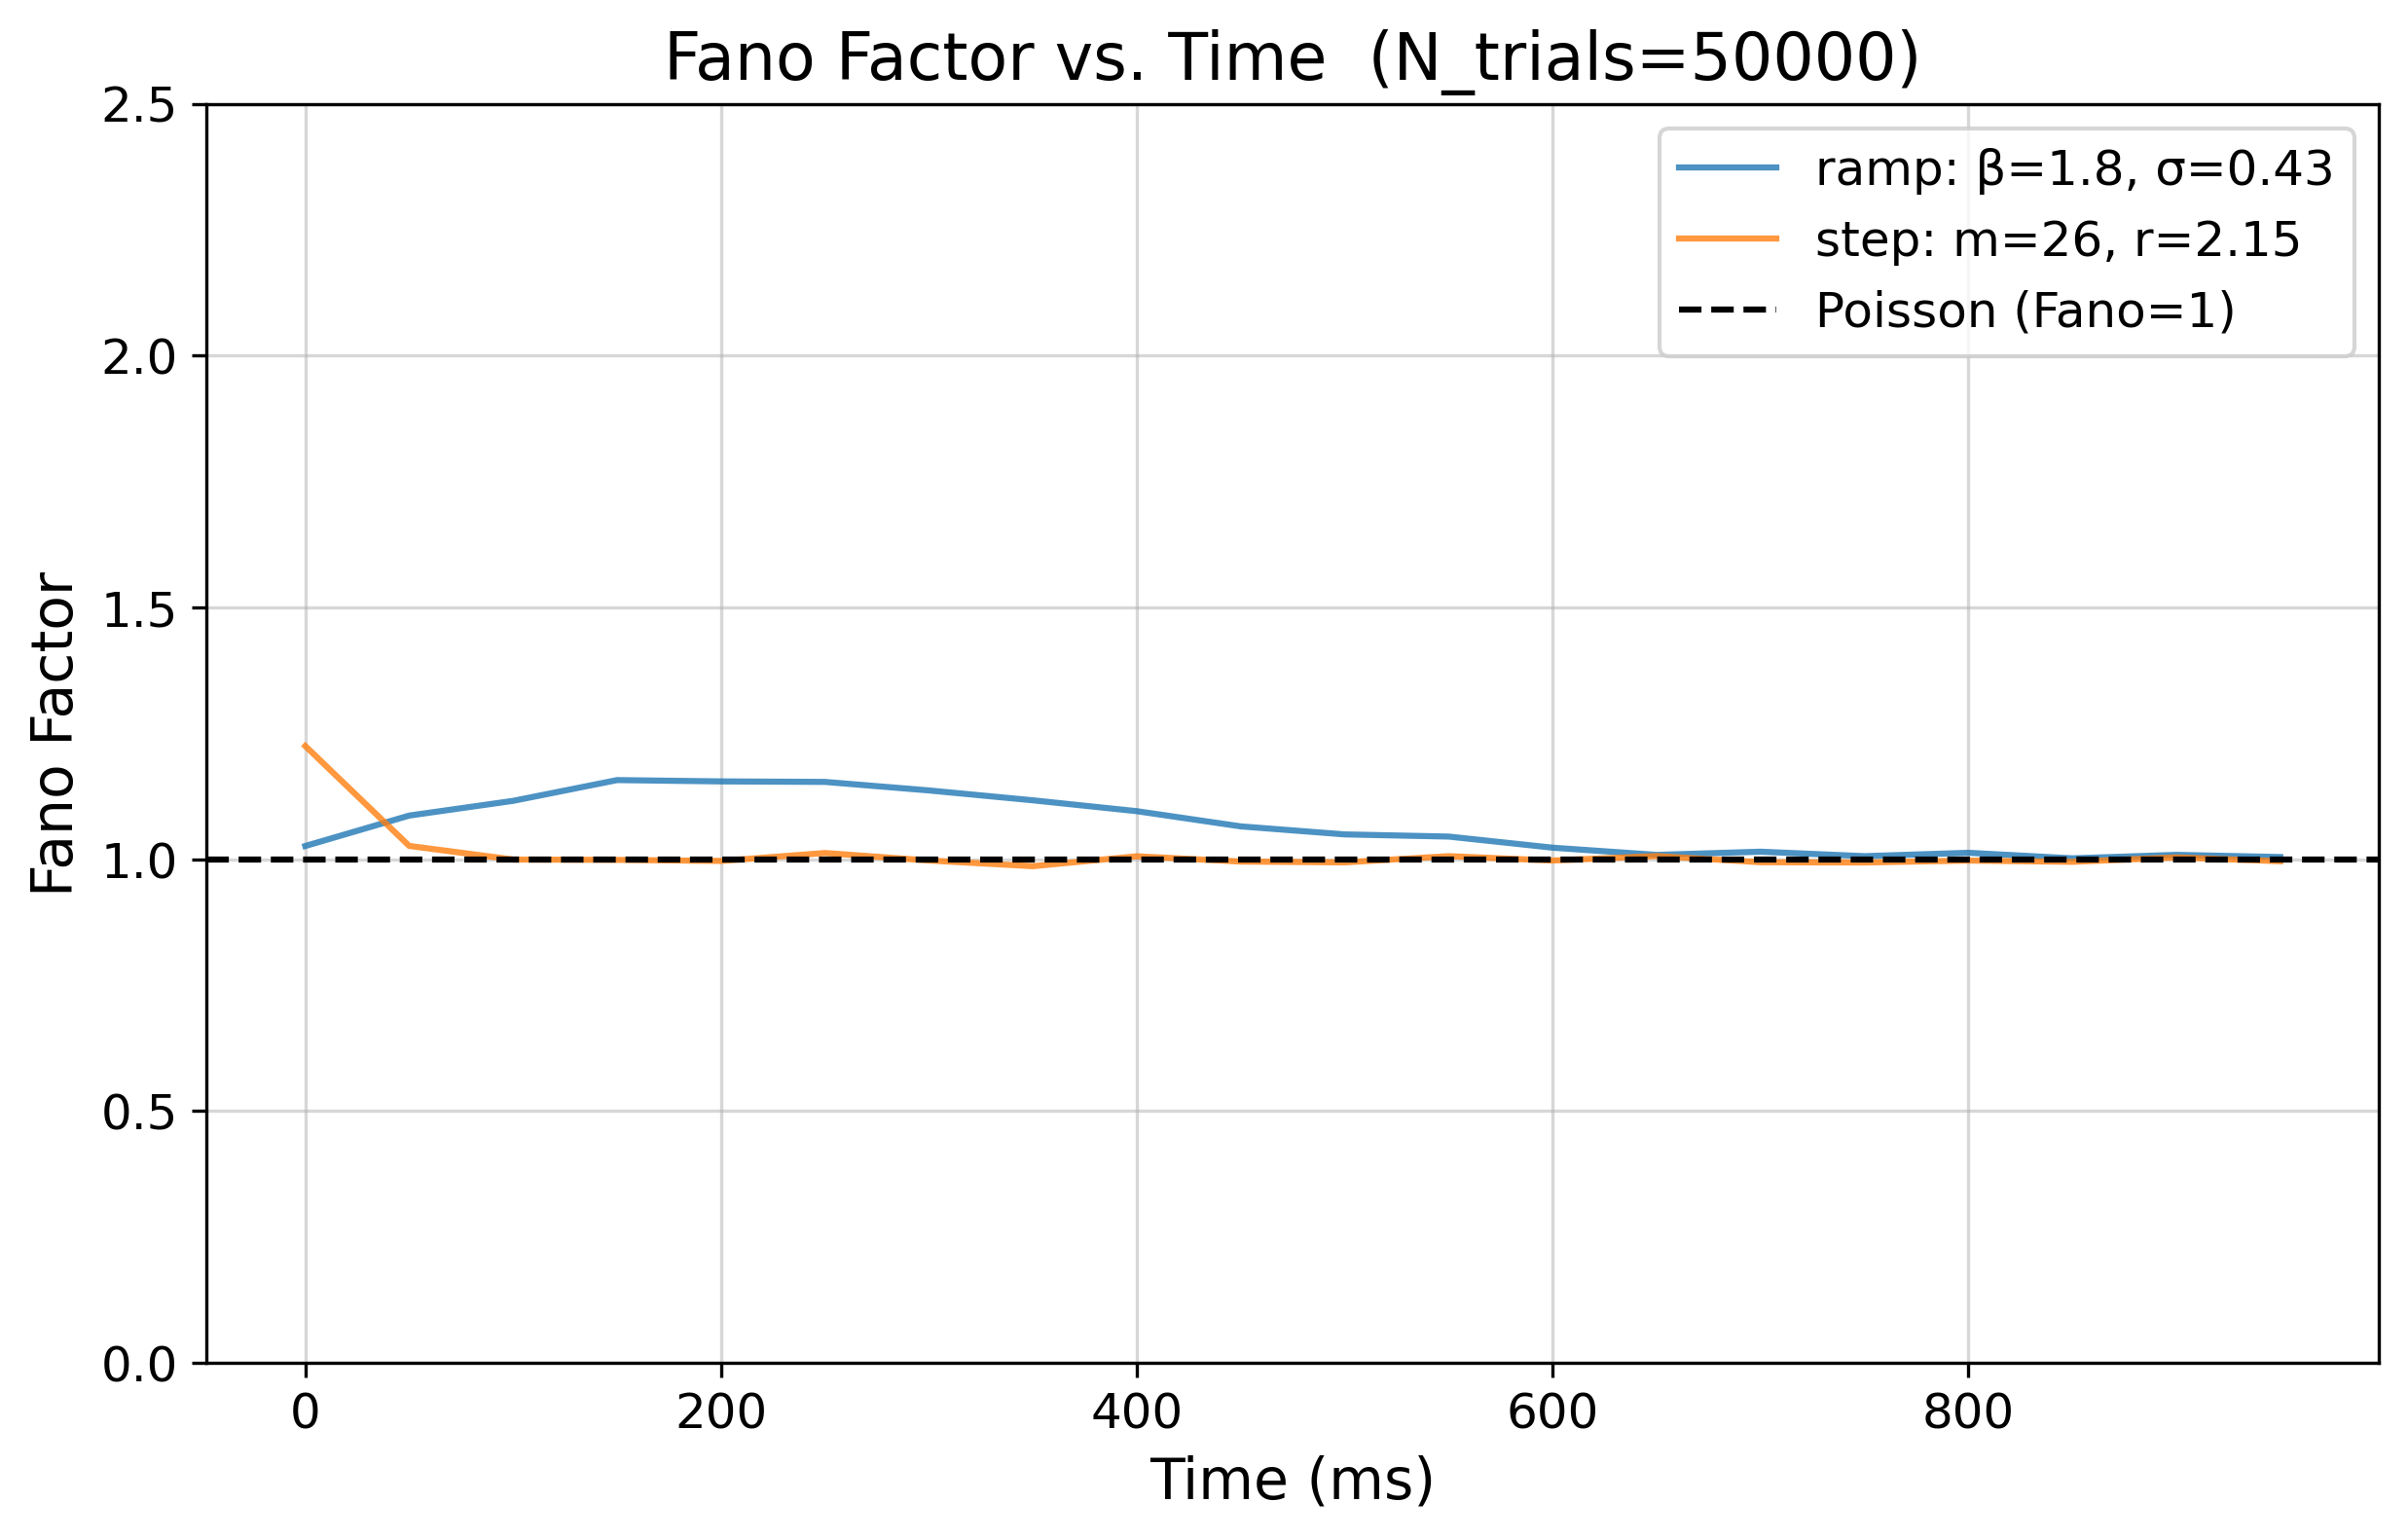 Fano Factor vs. Time  (N_trials=50000)
2.5
2.0
1.5
1.0
0.5
0.0
Fano Factor
ramp: β=1.8, σ=0.43
step: m=26, r=2.15
Poisson (Fano=1)
0 200 400 600 800
Time (ms)